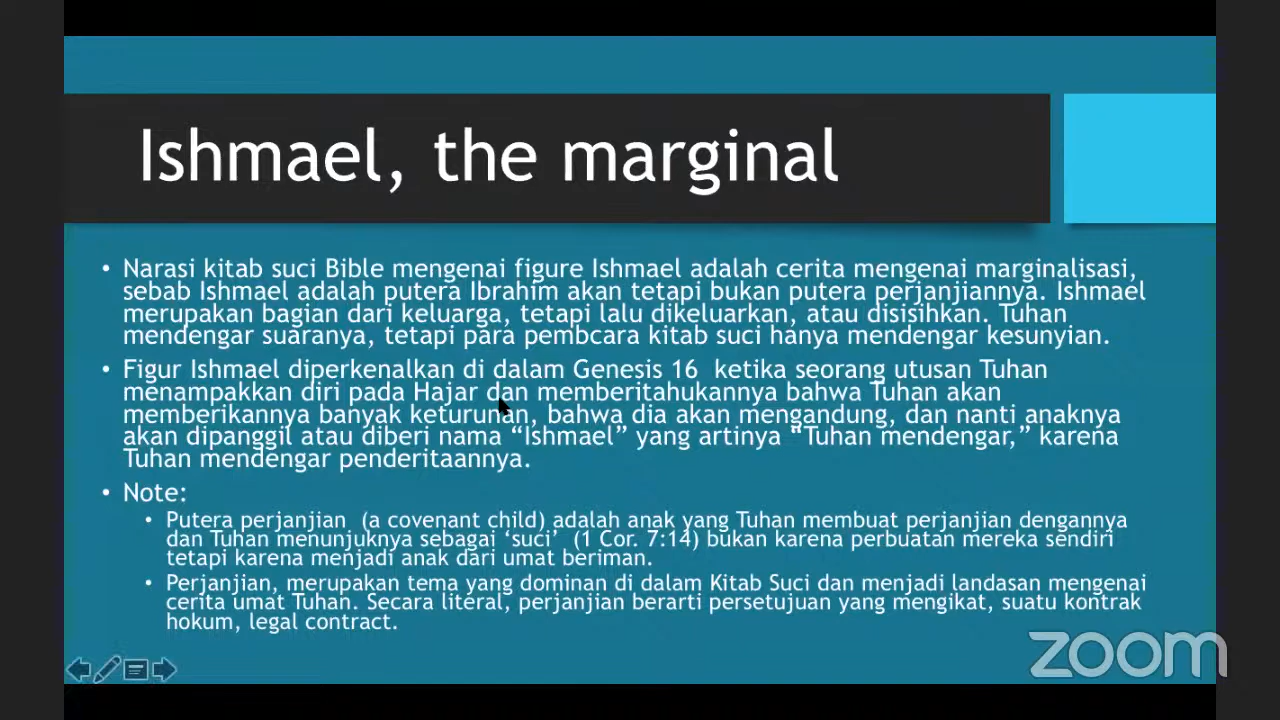 Ishmael, the marginal
• Narasi kitab suci Bible mengenai figure Ishmael adalah cerita mengenai marginalisasi,
sebab Ishmael adalah putera Ibrahim akan tetapi bukan putera perjanjiannya. Ishmael
merupakan bagian dari keluarga, tetapi lalu dikeluarkan, atau disisihkan. Tuhan
mendengar suaranya, tetapi para pembcara kitab suci hanya mendengar kesunyian.
• Figur Ishmael diperkenalkan di dalam Genesis 16 ketika seorang utusan Tuhan
menampakkan diri pada Hajar dan memberitahukannya bahwa Tuhan akan
memberikannya banyak keturunan, bahwa dia akan mengandung, dan nanti anaknya
akan dipanggil atau diberi nama “Ishmael” yang artinya “Tuhan mendengar,” karena
Tuhan mendengar penderitaannya.
• Note:
• Putera perjanjian (a covenant child) adalah anak yang Tuhan membuat perjanjian dengannya
dan Tuhan menunjuknya sebagai ‘suci’ (1 Cor. 7:14) bukan karena perbuatan mereka sendiri
tetapi karena menjadi anak dari umat beriman.
• Perjanjian, merupakan tema yang dominan di dalam Kitab Suci dan menjadi landasan mengenai
cerita umat Tuhan. Secara literal, perjanjian berarti persetujuan yang mengikat, suatu kontrak
hokum, legal contract.
zoom